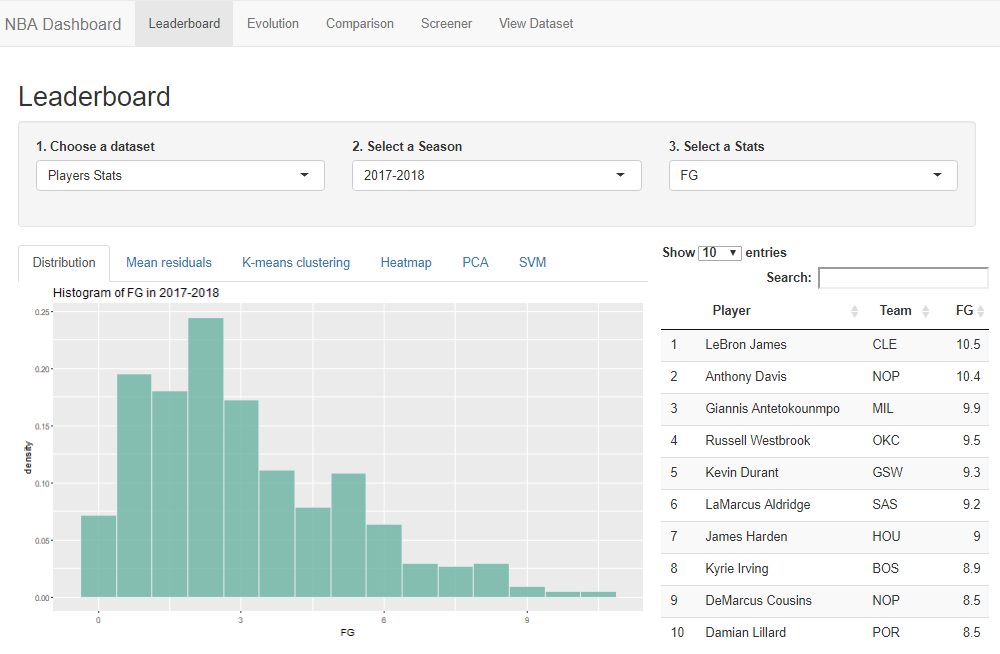 NBA Dashboard Leaderboard Evolution Comparison Screener View Dataset
Leaderboard
1. Choose a dataset 2. Select a Season 3. Select a Stats
Players Stats 2017-2018 FG
Distribution Mean residuals K-means clustering Heatmap PCA SVM
Histogram of FG in 2017-2018
0.25
0.20
0.15
0.10
0.05
0.00
density
0 3 6 9
FG
Show 10 entries
Search:
Player Team FG
1 LeBron James CLE 10.5
2 Anthony Davis NOP 10.4
3 Giannis Antetokounmpo MIL 9.9
4 Russell Westbrook OKC 9.5
5 Kevin Durant GSW 9.3
6 LaMarcus Aldridge SAS 9.2
7 James Harden HOU 9
8 Kyrie Irving BOS 8.9
9 DeMarcus Cousins NOP 8.5
10 Damian Lillard POR 8.5